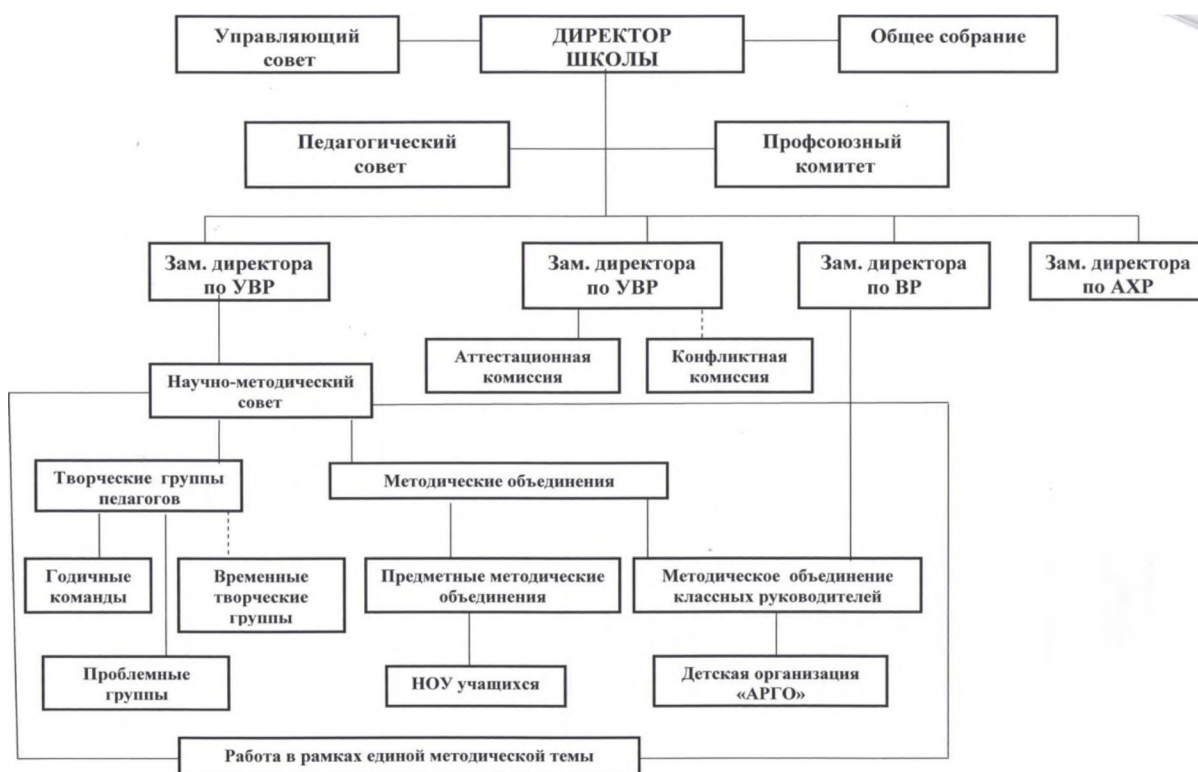 Управляющий
совет
ДИРЕКТОР
ШКОЛЫ
Общее собрание
Педагогический
совет
Профсоюзный
комитет
Зам. директора
по УВР
Зам. директора
по УВР
Зам. директора
по ВР
Зам. директора
по АХР
Аттестационная
комиссия
Конфликтная
комиссия
Научно-методический
совет
Творческие группы
педагогов
Методические объединения
Годичные
команды
Временные
творческие
группы
Предметные методические
объединения
Методическое объединение
классных руководителей
Проблемные
группы
НОУ учащихся
Детская организация
«АРГО»
Работа в рамках единой методической темы